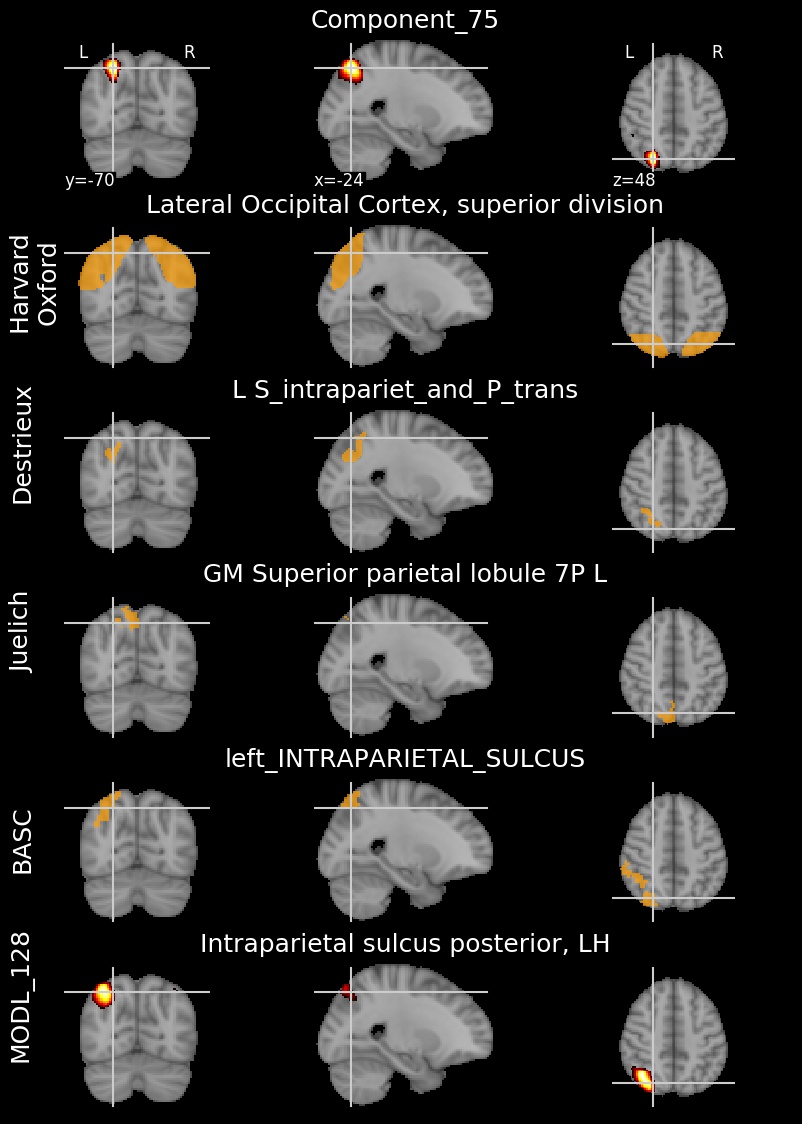 Component_75
L R
L R
y=-70
x=-24
z=48
Lateral Occipital Cortex, superior division
Harvard
Oxford
L S_intrapariet_and_P_trans
Destrieux
GM Superior parietal lobule 7P L
Juelich
left_INTRAPARIETAL_SULCUS
BASC
Intraparietal sulcus posterior, LH
MODL_128